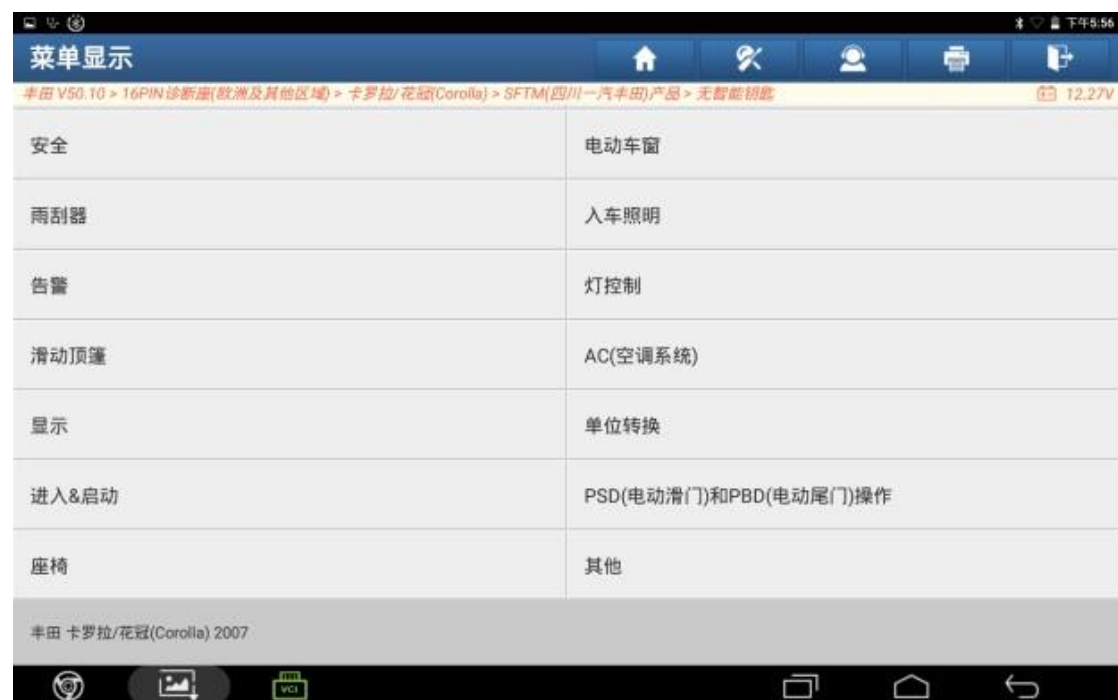 下午5:56
菜单显示
丰田 V50.10 > 16PIN诊断座(欧洲及其他区域) > 卡罗拉/花冠(Corolla) > SFTM(四川一汽丰田)产品 > 无智能钥匙 12.27V
安全 电动车窗
雨刮器 入车照明
告警 灯控制
滑动顶篷 AC(空调系统)
显示 单位转换
进入&启动 PSD(电动滑门)和PBD(电动尾门)操作
座椅 其他
丰田 卡罗拉/花冠(Corolla) 2007
VCI